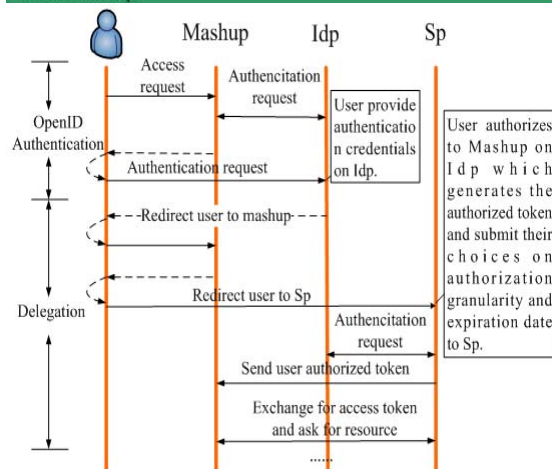 Mashup
Idp
Sp
Access
request
Authencitation
request
User provide
authenticatio
n credentials
on Idp.
OpenID
Authentication
Authentication request
User authorizes
to Mashup on
Idp which
generates the
authorized token
and submit their
choices on
authorization
granularity and
expiration date
to Sp.
Redirect user to mashup
Redirect user to Sp
Delegation
Authencitation
request
Send user authorized token
Exchange for access token
and ask for resource
......